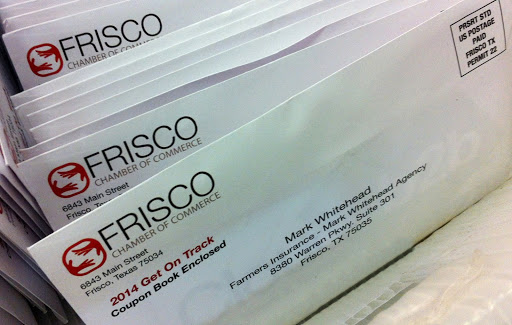 FRISCO
CHAMBER OF COMMERCE
FRISCO
CHAMBER OF COMMERCE
6843 Main Street
Frisco, Texas
FRISCO
CHAMBER OF COMMERCE
6843 Main Street
Frisco, Texas 75034
2014 Get On Track
Coupon Book Enclosed
PRSRT STD
US POSTAGE
PAID
FRISCO TX
PERMIT 22
Mark Whitehead
Farmers Insurance - Mark Whitehead Agency
8380 Warren Pkwy. Suite 301
Frisco, TX 75035